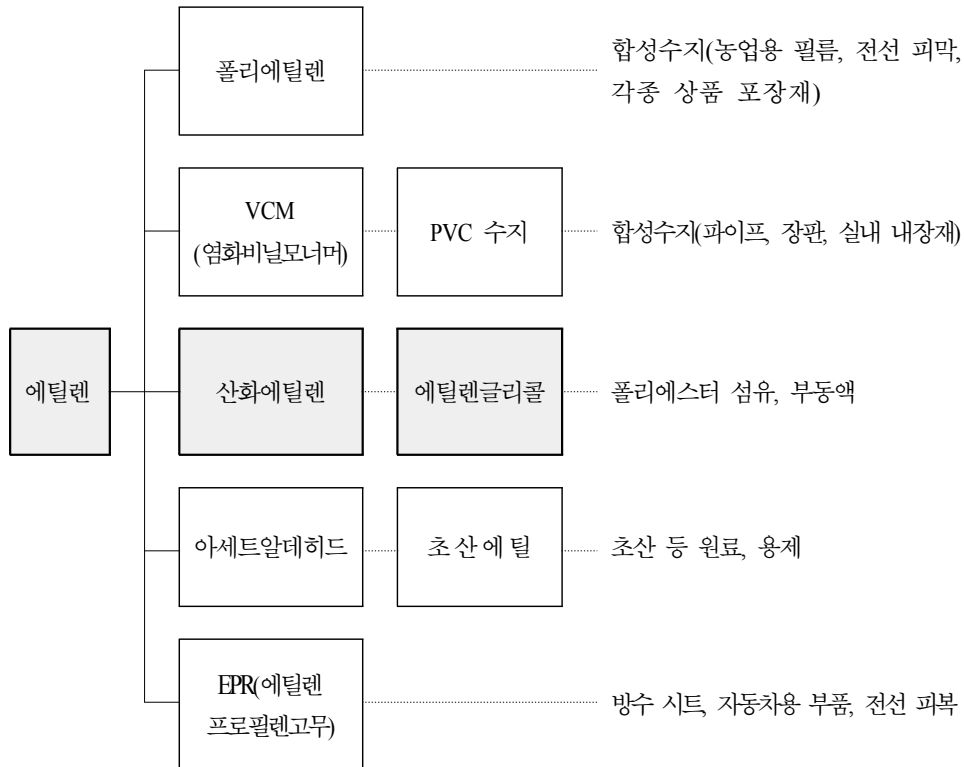 폴리에틸렌
합성수지(농업용 필름, 전선 피막,
각종 상품 포장재)
VCM
(염화비닐모너머)
PVC 수지
합성수지(파이프, 장판, 실내 내장재)
에틸렌
산화에틸렌
에틸렌글리콜
폴리에스터 섬유, 부동액
아세트알데히드
초산에틸
초산 등 원료, 용제
EPR(에틸렌
프로필렌고무)
방수 시트, 자동차용 부품, 전선 피복